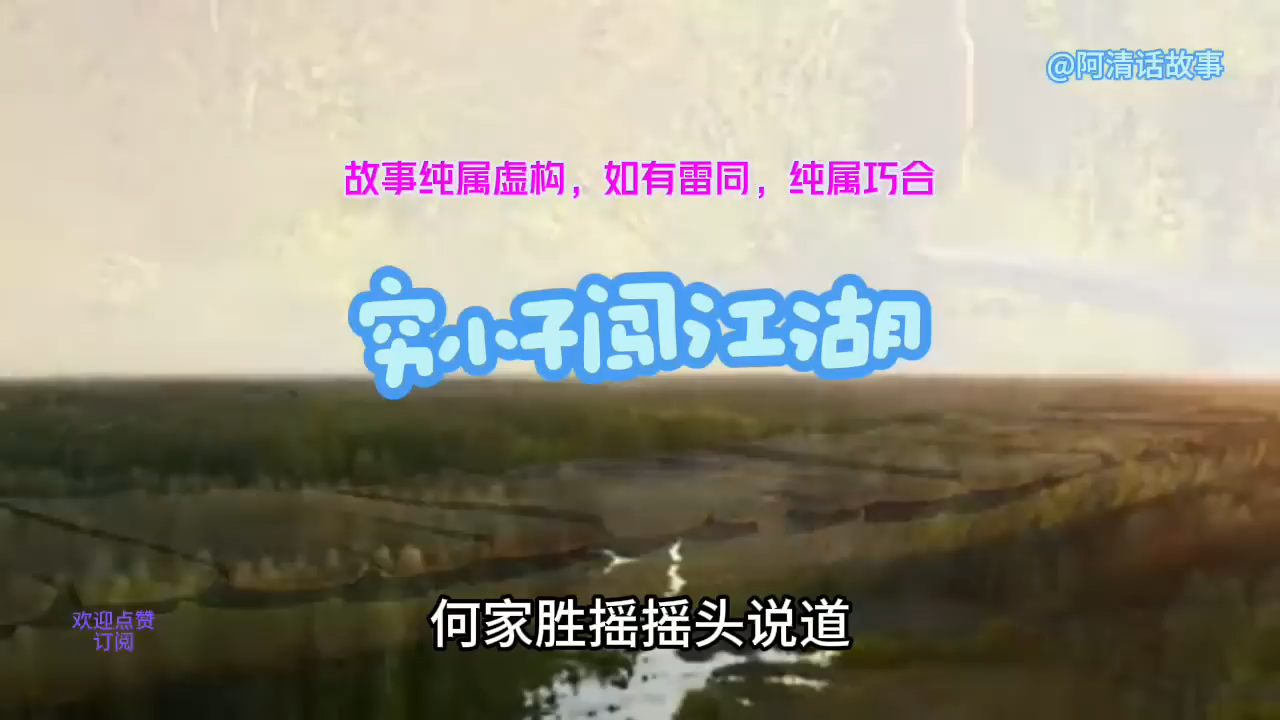 @阿清话故事
故事纯属虚构，如有雷同，纯属巧合
穷小子闯江湖
欢迎点赞
订阅
何家胜摇摇头说道